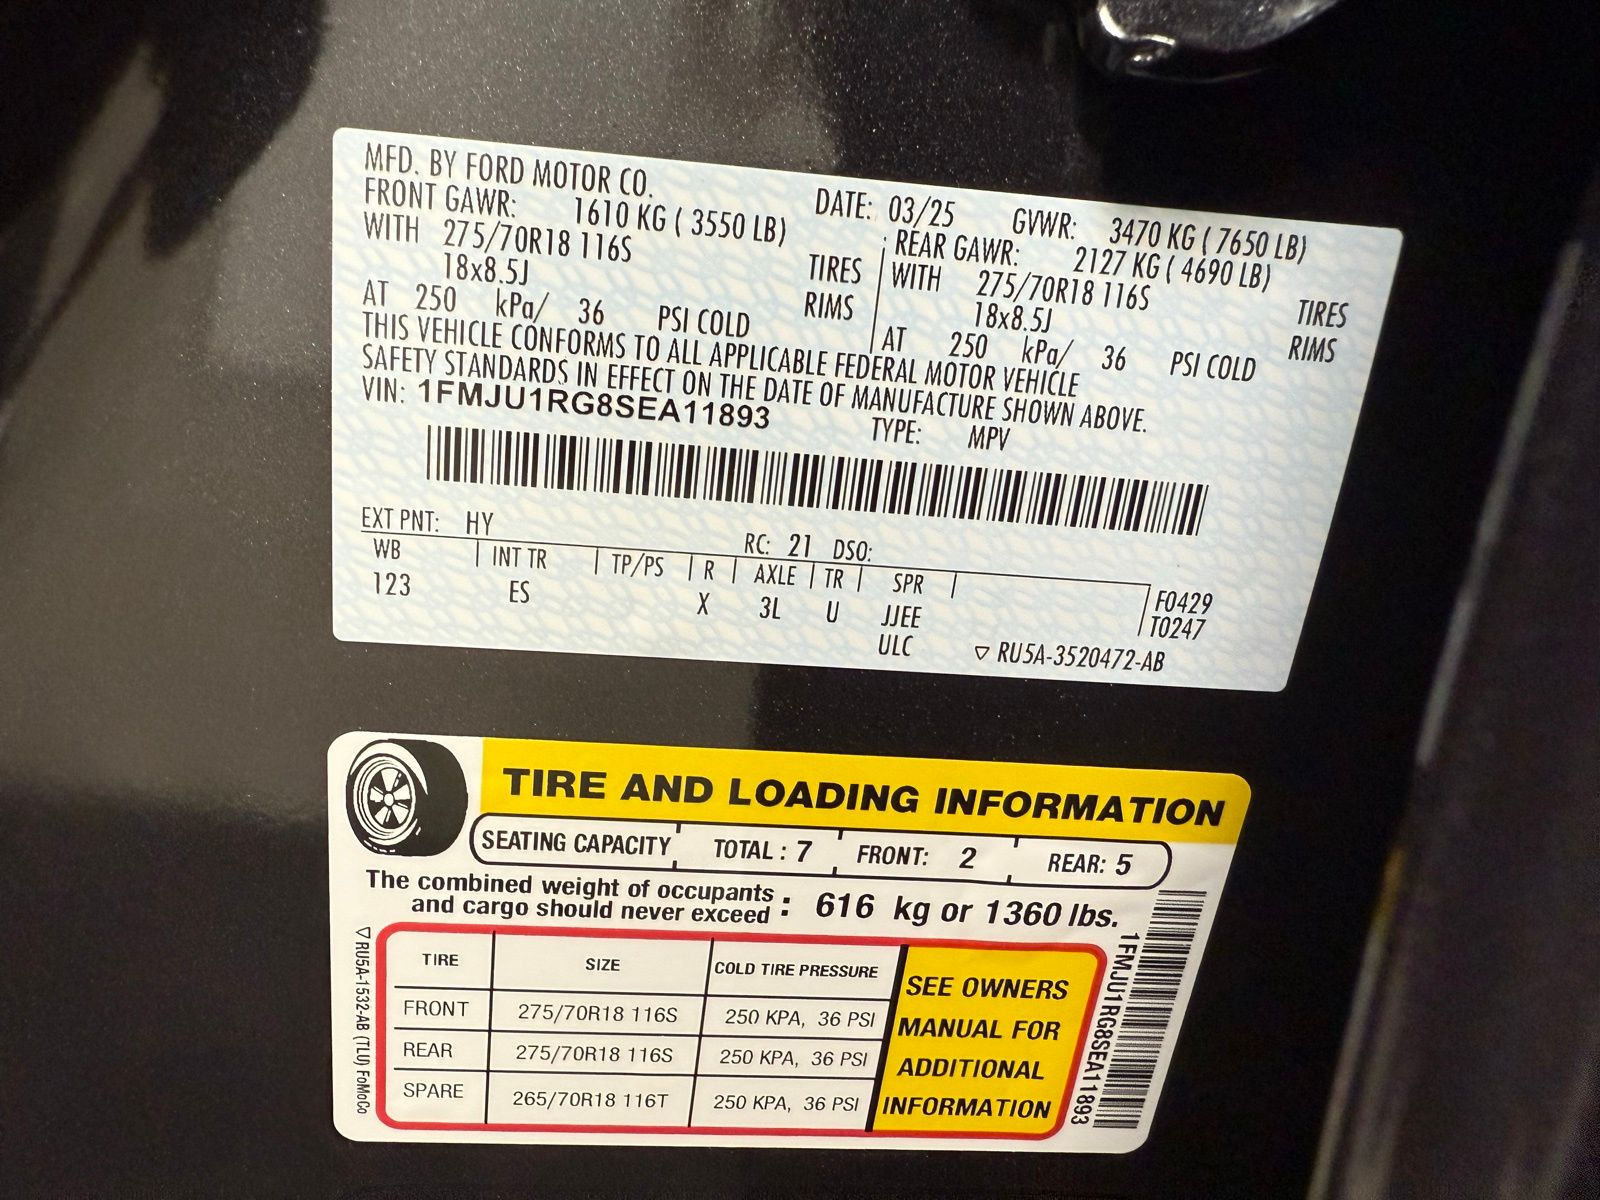 MFD. BY FORD MOTOR CO.
DATE: 03/25 GVWR: 3470 KG ( 7650 LB)
FRONT GAWR: 1610 KG ( 3550 LB)
REAR GAWR: 2127 KG ( 4690 LB)
WITH 275/70R18 116S TIRES
WITH 275/70R18 116S TIRES
18x8.5J RIMS
18x8.5J RIMS
AT 250 kPa/ 36 PSI COLD
AT 250 kPa/ 36 PSI COLD
THIS VEHICLE CONFORMS TO ALL APPLICABLE FEDERAL MOTOR VEHICLE
SAFETY STANDARDS IN EFFECT ON THE DATE OF MANUFACTURE SHOWN ABOVE.
VIN: 1FMJU1RG8SEA11893
TYPE: MPV
EXT PNT: HY RC: 21 DSO:
WB INT TR TP/PS R AXLE TR SPR
123 ES X 3L U JJEE
ULC
F0429
T0247
▽ RU5A-3520472-AB
TIRE AND LOADING INFORMATION
SEATING CAPACITY TOTAL : 7 FRONT: 2 REAR: 5
The combined weight of occupants
and cargo should never exceed : 616 kg or 1360 lbs.
TIRE SIZE COLD TIRE PRESSURE
FRONT 275/70R18 116S 250 KPA, 36 PSI
REAR 275/70R18 116S 250 KPA, 36 PSI
SPARE 265/70R18 116T 250 KPA, 36 PSI
SEE OWNERS
MANUAL FOR
ADDITIONAL
INFORMATION
▽RU5A-1532-AB (TLU) FoMoCo
1FMJU1RG8SEA11893